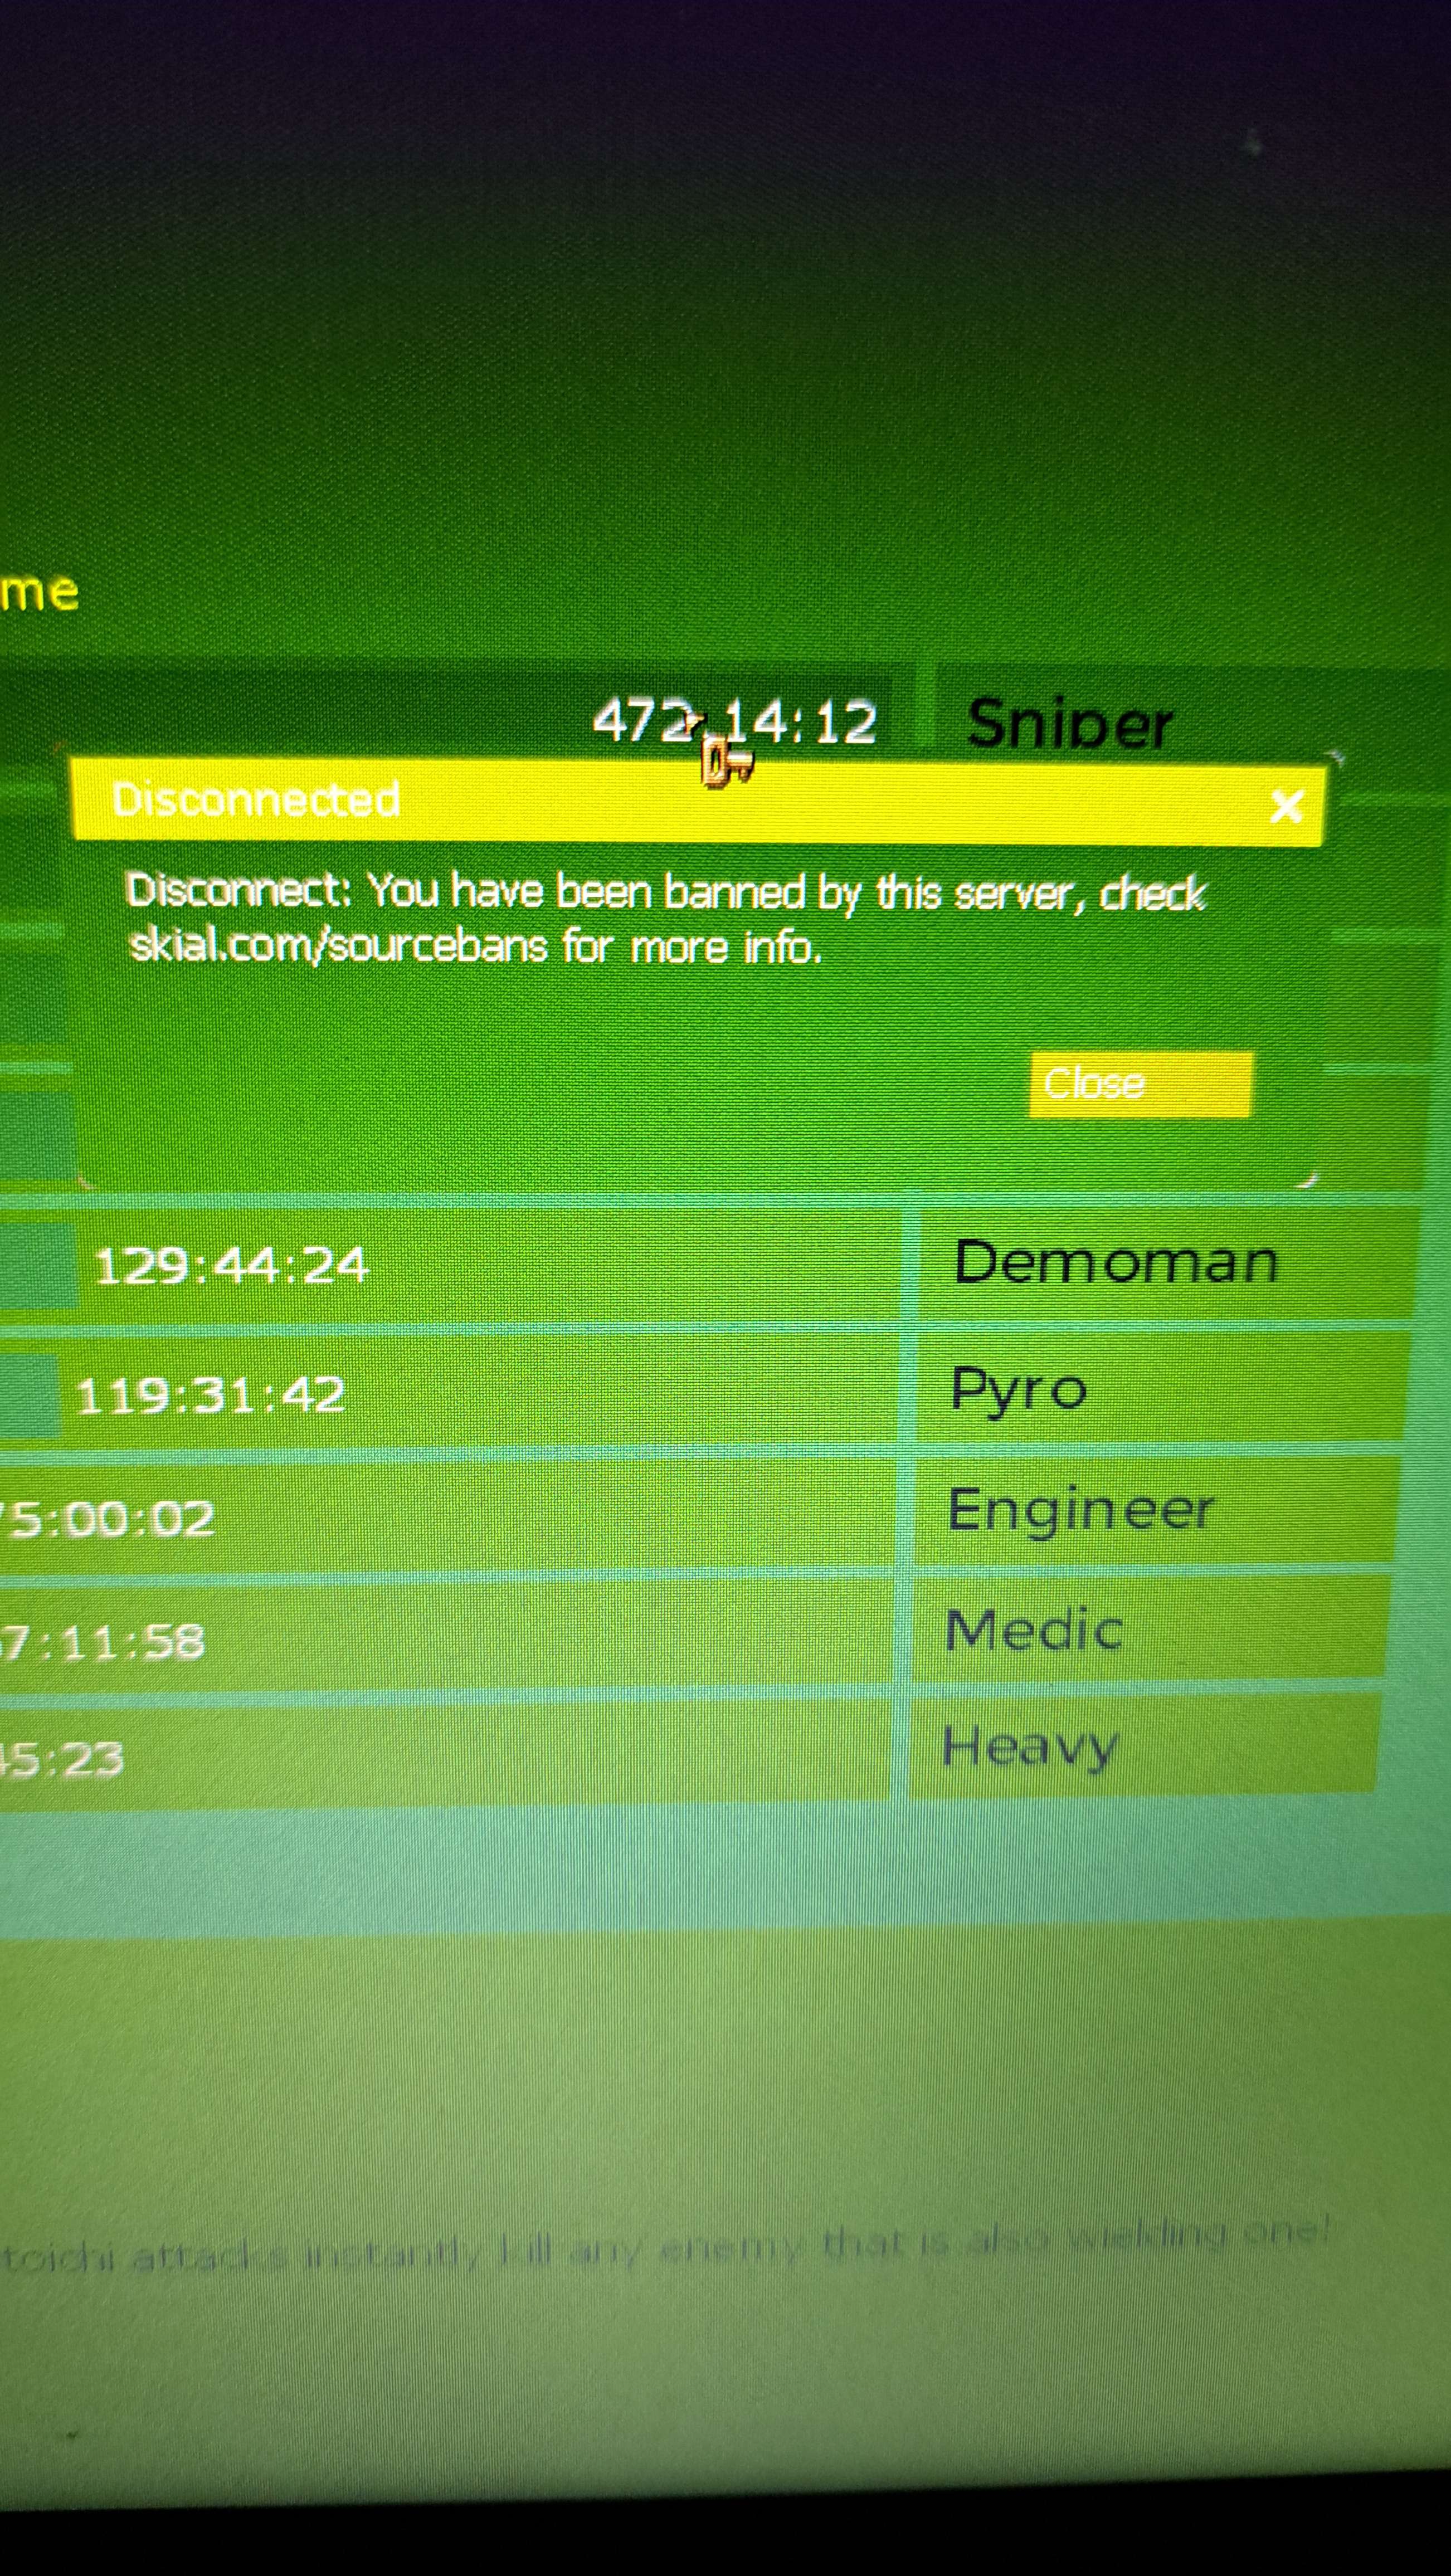 me
472:14:12 Sniper
Disconnected
Disconnect: You have been banned by this server, check
skial.com/sourcebans for more info.
Close
129:44:24 Demoman
119:31:42 Pyro
5:00:02 Engineer
7:11:58 Medic
45:23 Heavy
toichi attacks instantly kill any enemy that is also wielding one!